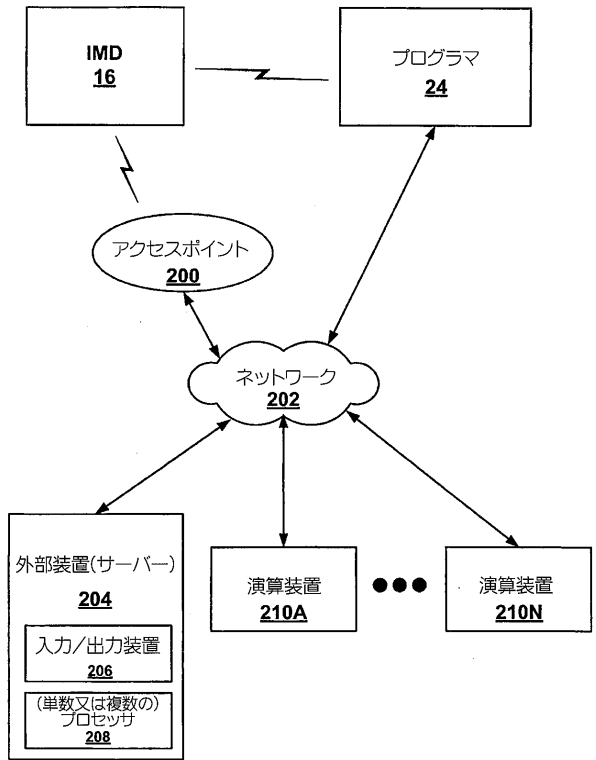 IMD
16
プログラマ
24
アクセスポイント
200
ネットワーク
202
外部装置(サーバー)
204
入力/出力装置
206
(単数又は複数の)
プロセッサ
208
演算装置
210A
演算装置
210N